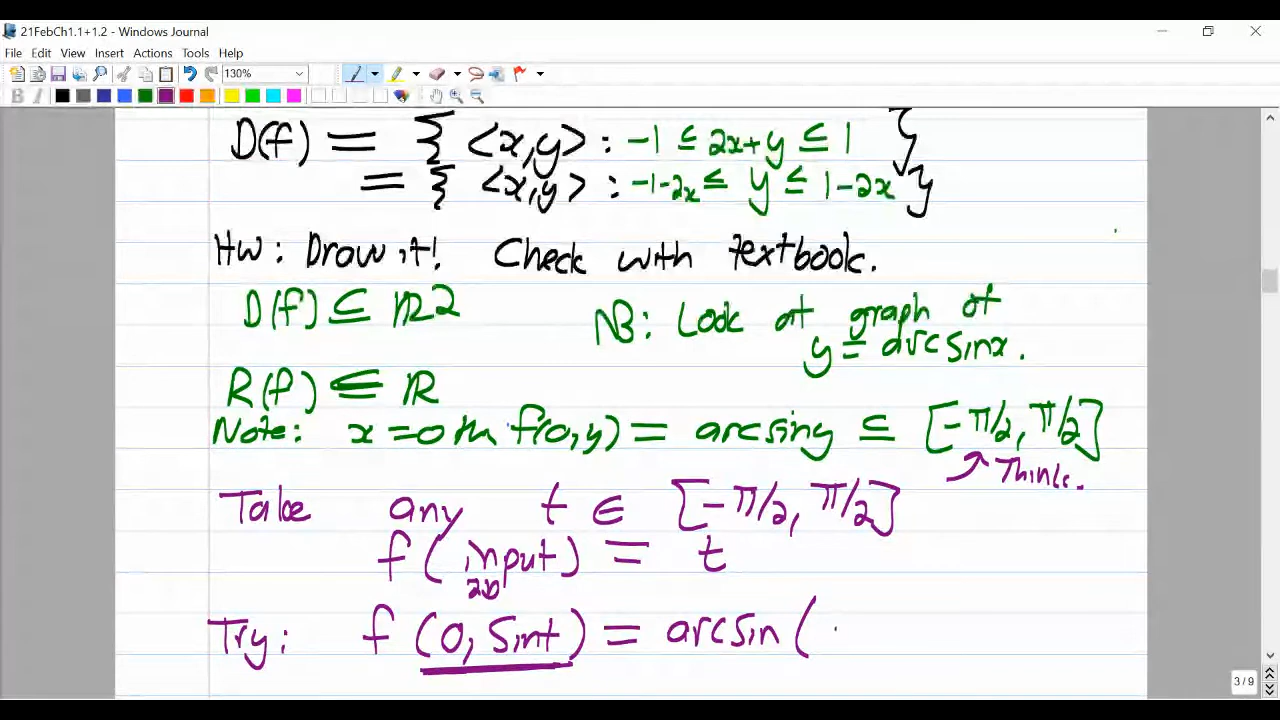 21FebCh1.1+1.2 - Windows Journal
File Edit View Insert Actions Tools Help
130%
D(f) = { <x,y> : -1 ≤ 2x+y ≤ 1 }
= { <x,y> : -1-2x ≤ y ≤ 1-2x }
HW: Draw it! Check with textbook.
D(f) ⊆ R2 NB: Look at graph of
y = arcsinx.
R(f) ⊆ R
Note: x=0 f(0,y) = arcsiny ⊆ [-π/2, π/2]
Think.
Take any t ∈ [-π/2, π/2]
f( input ) = t
2D
Try: f (0, sint) = arcsin (
3 / 9